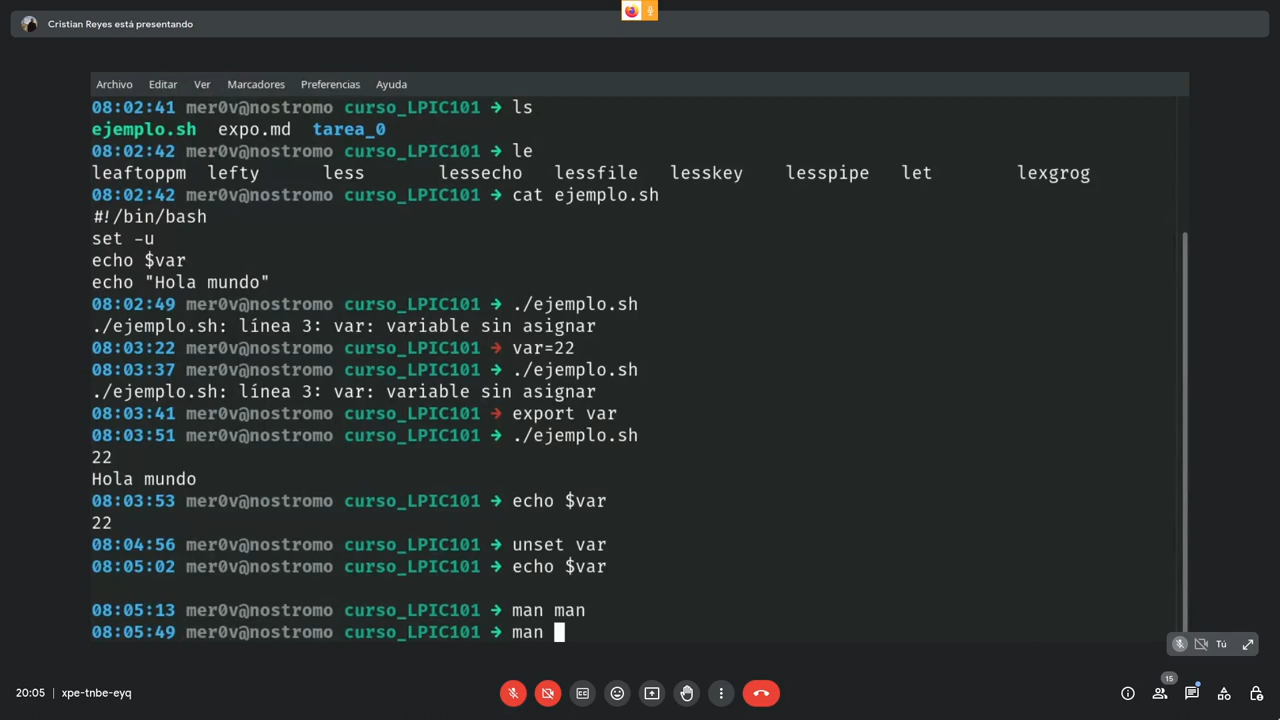 Cristian Reyes está presentando
Archivo Editar Ver Marcadores Preferencias Ayuda
08:02:41 mer0v@nostromo curso_LPIC101 → ls
ejemplo.sh expo.md tarea_0
08:02:42 mer0v@nostromo curso_LPIC101 → le
leaftoppm lefty less lessecho lessfile lesskey lesspipe let lexgrog
08:02:42 mer0v@nostromo curso_LPIC101 → cat ejemplo.sh
#!/bin/bash
set -u
echo $var
echo "Hola mundo"
08:02:49 mer0v@nostromo curso_LPIC101 → ./ejemplo.sh
./ejemplo.sh: línea 3: var: variable sin asignar
08:03:22 mer0v@nostromo curso_LPIC101 → var=22
08:03:37 mer0v@nostromo curso_LPIC101 → ./ejemplo.sh
./ejemplo.sh: línea 3: var: variable sin asignar
08:03:41 mer0v@nostromo curso_LPIC101 → export var
08:03:51 mer0v@nostromo curso_LPIC101 → ./ejemplo.sh
22
Hola mundo
08:03:53 mer0v@nostromo curso_LPIC101 → echo $var
22
08:04:56 mer0v@nostromo curso_LPIC101 → unset var
08:05:02 mer0v@nostromo curso_LPIC101 → echo $var
08:05:13 mer0v@nostromo curso_LPIC101 → man man
08:05:49 mer0v@nostromo curso_LPIC101 → man
Tú
20:05 | xpe-tnbe-eyq
15